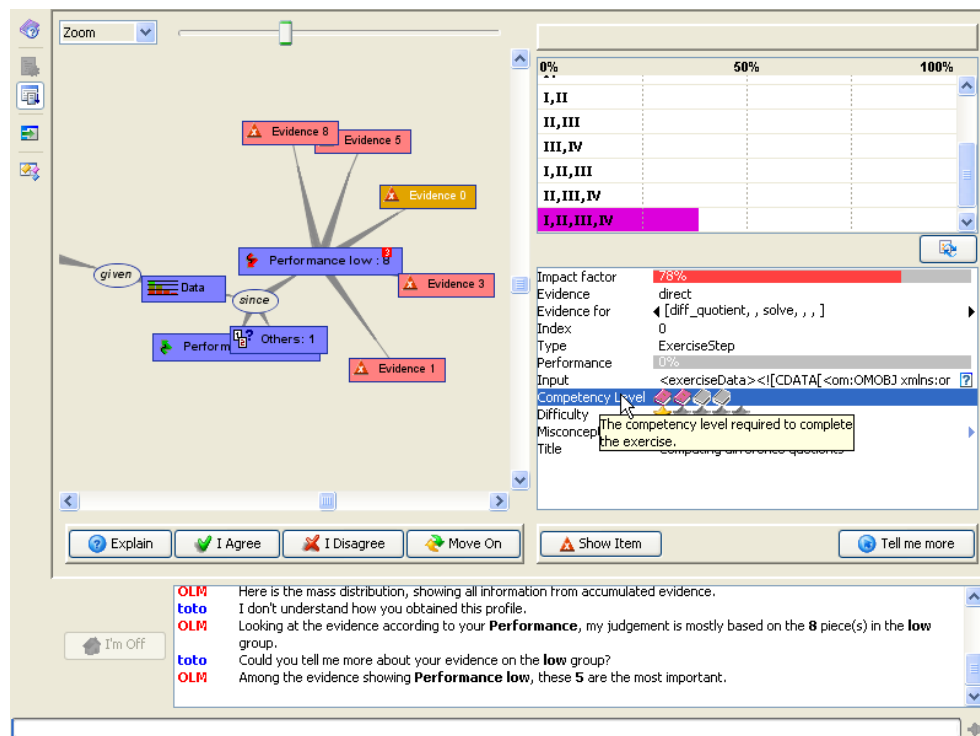 Zoom
0% 50% 100%
I,II
II,III
III,IV
I,II,III
II,III,IV
I,II,III,IV
Evidence 8
Evidence 5
Evidence 0
Performance low : 8
given
Data
since
Evidence 3
Perform
Others: 1
Evidence 1
Impact factor 78%
Evidence direct
Evidence for [diff_quotient, , solve, , , ]
Index 0
Type ExerciseStep
Performance 0%
Input <exerciseData><![CDATA[<om:OMOBJ xmlns:or
Competency Level
Difficulty
The competency level required to complete
the exercise.
Misconcep
Title Computing difference quotients
Explain I Agree I Disagree Move On
Show Item Tell me more
OLM Here is the mass distribution, showing all information from accumulated evidence.
toto I don't understand how you obtained this profile.
OLM Looking at the evidence according to your Performance, my judgement is mostly based on the 8 piece(s) in the low
group.
toto Could you tell me more about your evidence on the low group?
OLM Among the evidence showing Performance low, these 5 are the most important.
I'm Off